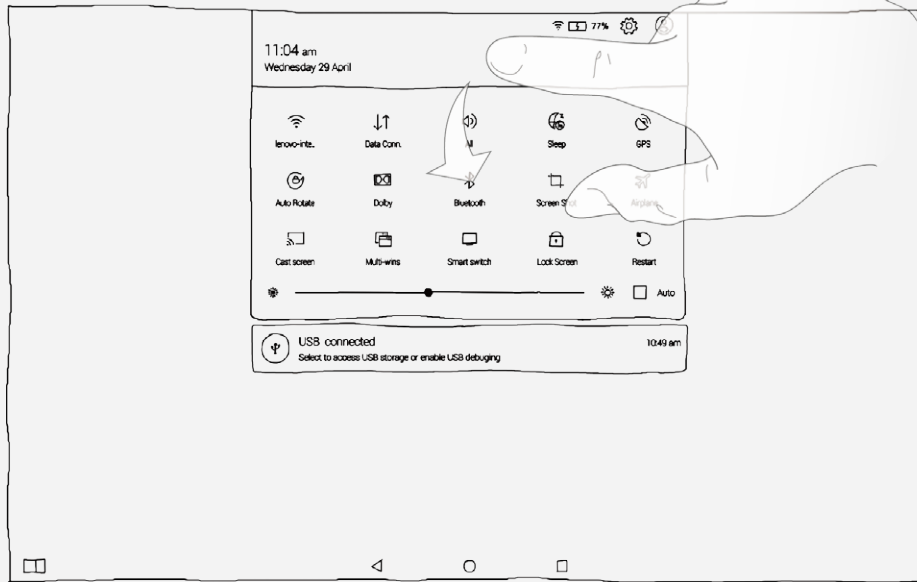 77%
11:04 am
Wednesday 29 April
lenovo-inte..
Data Conn.
Sleep
GPS
Auto Rotate
Dolby
Bluetooth
Screen
Airplane
Cast screen
Multi-wins
Smart switch
Lock Screen
Restart
Auto
USB connected
10:49 am
Select to access USB storage or enable USB debuging